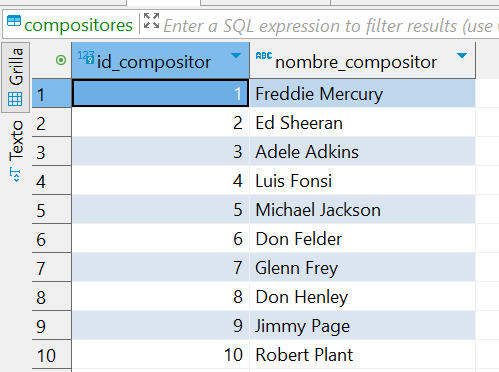 compositores Enter a SQL expression to filter results (use
Grilla
Texto
123 id_compositor ABC nombre_compositor
1 1 Freddie Mercury
2 2 Ed Sheeran
3 3 Adele Adkins
4 4 Luis Fonsi
5 5 Michael Jackson
6 6 Don Felder
7 7 Glenn Frey
8 8 Don Henley
9 9 Jimmy Page
10 10 Robert Plant